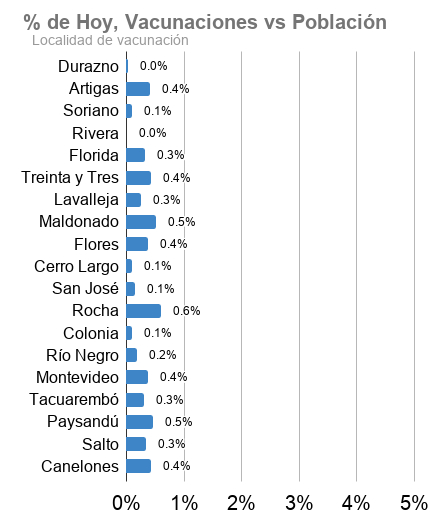 % de Hoy, Vacunaciones vs Población
Localidad de vacunación
Durazno 0.0%
Artigas 0.4%
Soriano 0.1%
Rivera 0.0%
Florida 0.3%
Treinta y Tres 0.4%
Lavalleja 0.3%
Maldonado 0.5%
Flores 0.4%
Cerro Largo 0.1%
San José 0.1%
Rocha 0.6%
Colonia 0.1%
Río Negro 0.2%
Montevideo 0.4%
Tacuarembó 0.3%
Paysandú 0.5%
Salto 0.3%
Canelones 0.4%
0% 1% 2% 3% 4% 5%